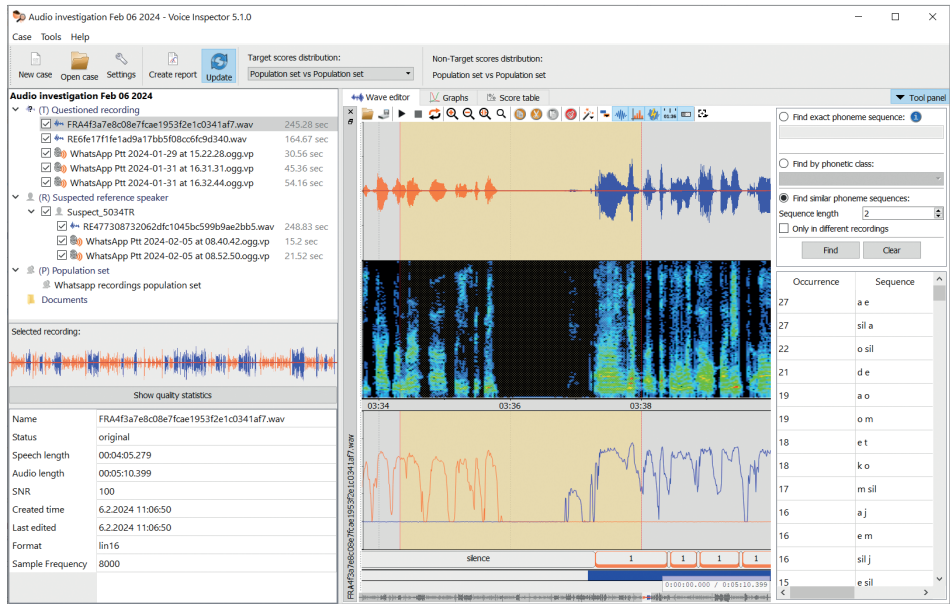 Audio investigation Feb 06 2024 - Voice Inspector 5.1.0
Case Tools Help
New case Open case Settings Create report Update
Target scores distribution:
Population set vs Population set
Non-Target scores distribution:
Population set vs Population set
Audio investigation Feb 06 2024
(T) Questioned recording
FRA4f3a7e8c08e7fcae1953f2e1c0341af7.wav 245.28 sec
RE6fe17f1fe1ad9a17bb5f08cc6fc9d340.wav 164.67 sec
WhatsApp Ptt 2024-01-29 at 15.22.28.ogg.vp 30.56 sec
WhatsApp Ptt 2024-01-31 at 16.31.31.ogg.vp 45.36 sec
WhatsApp Ptt 2024-01-31 at 16.32.44.ogg.vp 54.16 sec
(R) Suspected reference speaker
Suspect_5034TR
RE477308732062dfc1045bc599b9ae2bb5.wav 248.83 sec
WhatsApp Ptt 2024-02-05 at 08.40.42.ogg.vp 15.2 sec
WhatsApp Ptt 2024-02-05 at 08.52.50.ogg.vp 21.52 sec
(P) Population set
Whatsapp recordings population set
Documents
Selected recording:
Show quality statistics
Name FRA4f3a7e8c08e7fcae1953f2e1c0341af7.wav
Status original
Speech length 00:04:05.279
Audio length 00:05:10.399
SNR 100
Created time 6.2.2024 11:06:50
Last edited 6.2.2024 11:06:50
Format lin16
Sample Frequency 8000
Wave editor Graphs Score table
Tool panel
03:34 03:36 03:38
FRA4f3a7e8c08e7fcae1953f2e1c0341af7.wav
silence 1 1 1 1
0:00:00.000 / 0:05:10.399
Find exact phoneme sequence:
Find by phonetic class:
Find similar phoneme sequences:
Sequence length 2
Only in different recordings
Find Clear
Occurrence Sequence
27 a e
27 sil a
22 o sil
21 d e
19 a o
19 o m
18 e t
18 k o
17 m sil
16 a j
16 e m
16 sil j
15 e sil